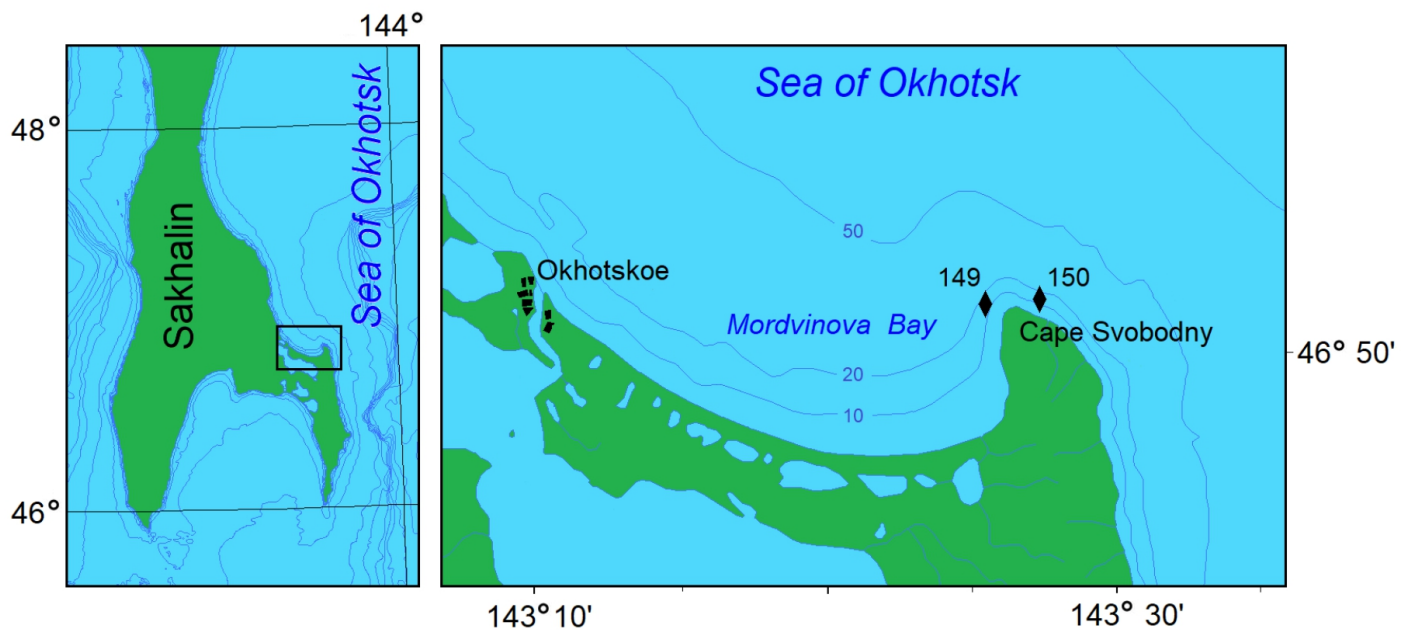 144°
48°
Sea of Okhotsk
Sakhalin
46°
Sea of Okhotsk
50
Okhotskoe
149
150
Mordvinova Bay
Cape Svobodny
46° 50'
20
10
143° 10'
143° 30'